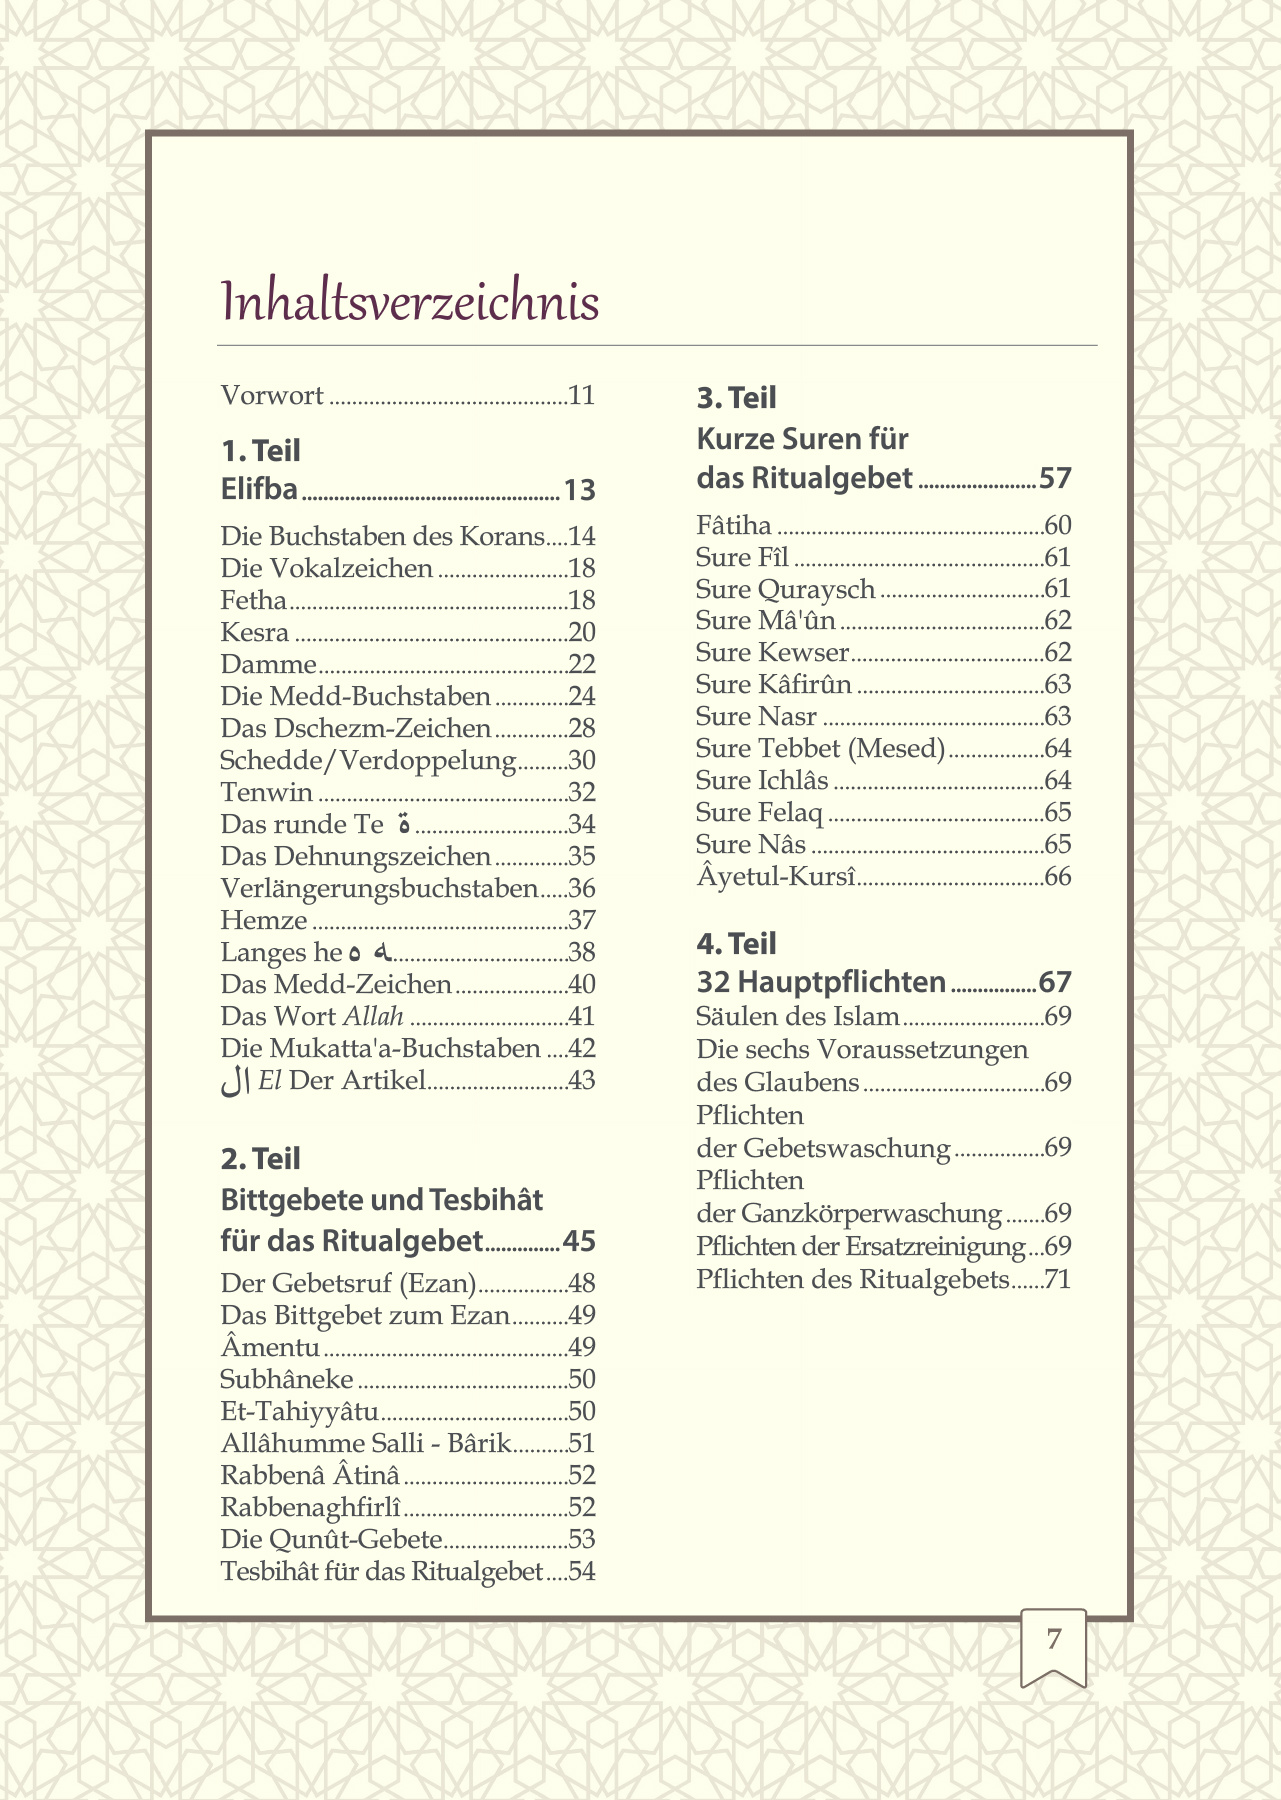 Inhaltsverzeichnis
Vorwort ..........................................11
1. Teil
Elifba ............................................. 13
Die Buchstaben des Korans....14
Die Vokalzeichen .......................18
Fetha.................................................18
Kesra ................................................20
Damme............................................22
Die Medd-Buchstaben .............24
Das Dschezm-Zeichen .............28
Schedde/Verdoppelung.........30
Tenwin ............................................32
Das runde Te ة ...........................34
Das Dehnungszeichen .............35
Verlängerungsbuchstaben.....36
Hemze .............................................37
Langes he ه ـه...............................38
Das Medd-Zeichen ....................40
Das Wort Allah ............................41
Die Mukatta'a-Buchstaben ....42
ال El Der Artikel.........................43
2. Teil
Bittgebete und Tesbihât
für das Ritualgebet............. 45
Der Gebetsruf (Ezan)................48
Das Bittgebet zum Ezan..........49
Âmentu ...........................................49
Subhâneke .....................................50
Et-Tahiyyâtu.................................50
Allâhumme Salli - Bârik..........51
Rabbenâ Âtinâ .............................52
Rabbenaghfirlî .............................52
Die Qunût-Gebete......................53
Tesbihât für das Ritualgebet....54
3. Teil
Kurze Suren für
das Ritualgebet ...................... 57
Fâtiha ...............................................60
Sure Fîl ............................................61
Sure Quraysch .............................61
Sure Mâ'ûn ....................................62
Sure Kewser..................................62
Sure Kâfirûn .................................63
Sure Nasr .......................................63
Sure Tebbet (Mesed).................64
Sure Ichlâs .....................................64
Sure Felaq ......................................65
Sure Nâs .........................................65
Âyetul-Kursî.................................66
4. Teil
32 Hauptpflichten ................ 67
Säulen des Islam.........................69
Die sechs Voraussetzungen
des Glaubens ................................69
Pflichten
der Gebetswaschung ................69
Pflichten
der Ganzkörperwaschung .......69
Pflichten der Ersatzreinigung...69
Pflichten des Ritualgebets......71
7